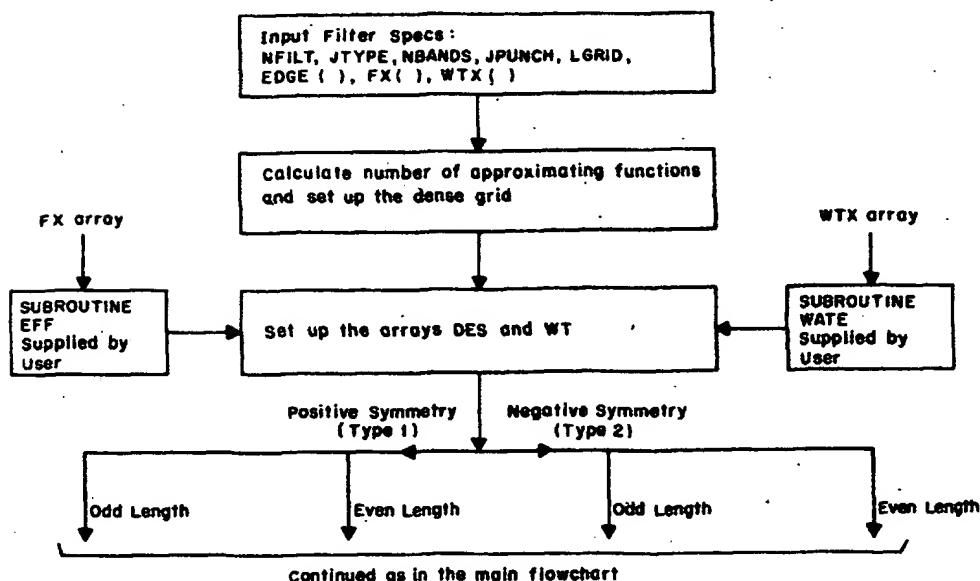 Input Filter Specs:
NFILT, JTYPE, NBANDS, JPUNCH, LGRID,
EDGE ( ), FX( ), WTX( )
Calculate number of approximating functions
and set up the dense grid
FX array
WTX array
SUBROUTINE
EFF
Supplied by
User
Set up the arrays DES and WT
SUBROUTINE
WATE
Supplied by
User
Positive Symmetry
(Type 1)
Negative Symmetry
(Type 2)
Odd Length
Even Length
Odd Length
Even Length
Continued as in the main flowchart